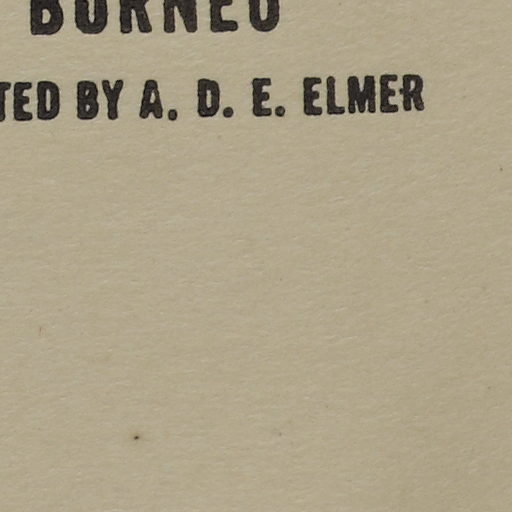 BORNEO
TED BY A. D. E. ELMER